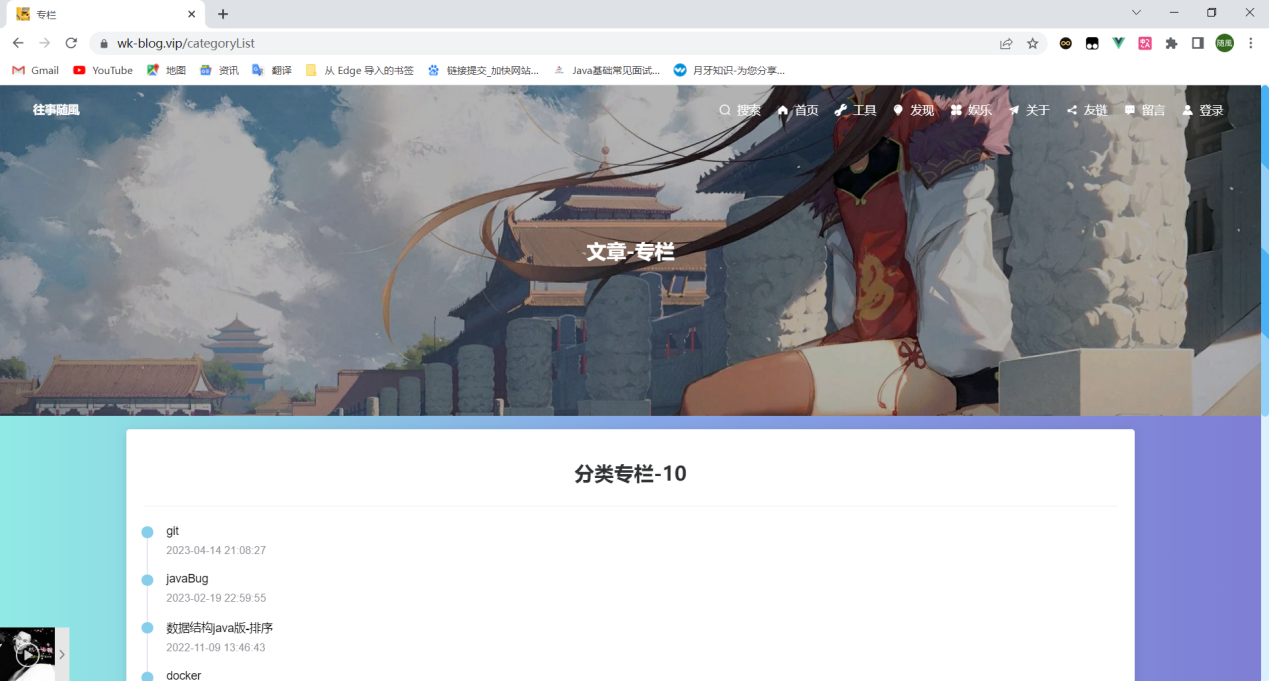 专栏
wk-blog.vip/categoryList
随風
Gmail YouTube 地图 资讯 翻译 从 Edge 导入的书签 链接提交_加快网站... Java基础常见面试... 月牙知识-为您分享...
往事随風 搜索 首页 工具 发现 娱乐 关于 友链 留言 登录
文章-专栏
分类专栏-10
git
2023-04-14 21:08:27
javaBug
2023-02-19 22:59:55
数据结构java版-排序
2022-11-09 13:46:43
docker